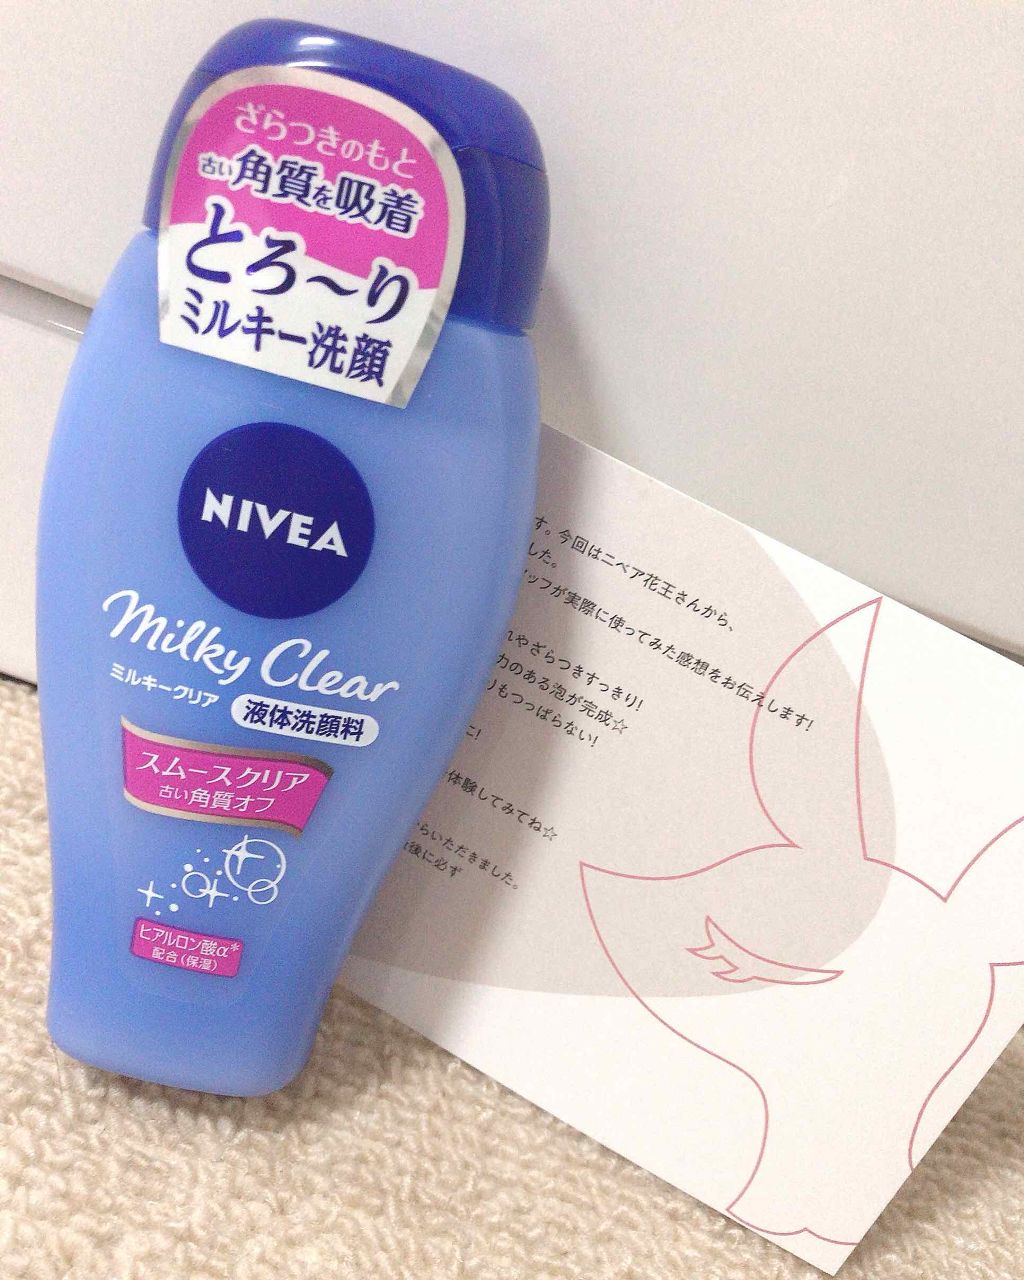 ざらつきのもと
古い角質を吸着
とろ〜り
ミルキー洗顔
NIVEA
Milky Clear
ミルキークリア 液体洗顔料
スムースクリア
古い角質オフ
ヒアルロン酸α*
配合(保湿)
す。今回はニベア花王さんから、
した。
ッフが実際に使ってみた感想をお伝えします!
れやざらつきすっきり!
力のある泡が完成☆
りもつっぱらない!
に!
体験してみてね☆
らいただきました。
後に必ず